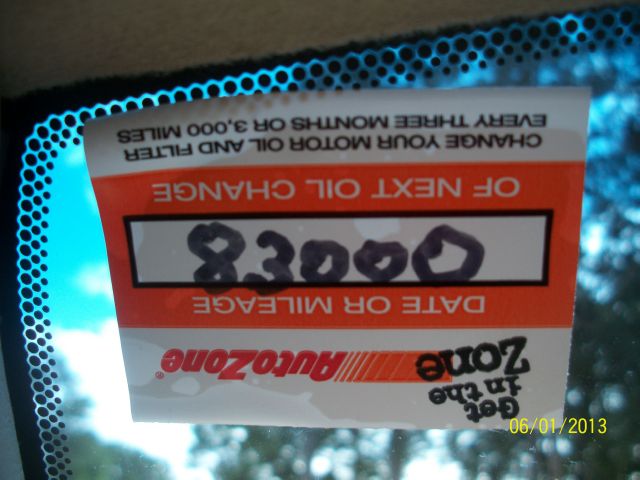 Get
in the
Zone
AutoZone®
DATE OR MILEAGE
83000
OF NEXT OIL CHANGE
CHANGE YOUR MOTOR OIL AND FILTER
EVERY THREE MONTHS OR 3,000 MILES
06/01/2013